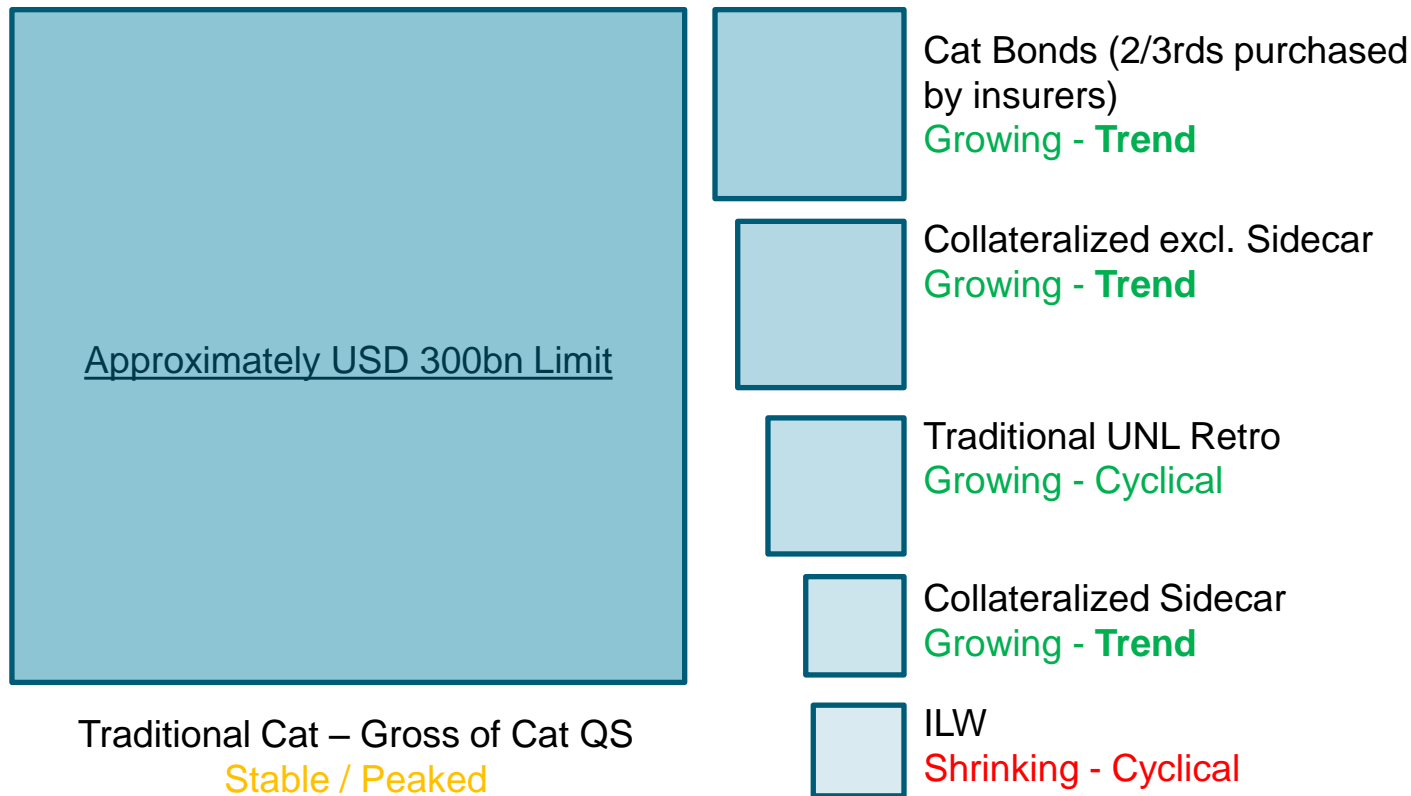 Approximately USD 300bn Limit
Traditional Cat – Gross of Cat QS
Stable / Peaked
Cat Bonds (2/3rds purchased
by insurers)
Growing - Trend
Collateralized excl. Sidecar
Growing - Trend
Traditional UNL Retro
Growing - Cyclical
Collateralized Sidecar
Growing - Trend
ILW
Shrinking - Cyclical